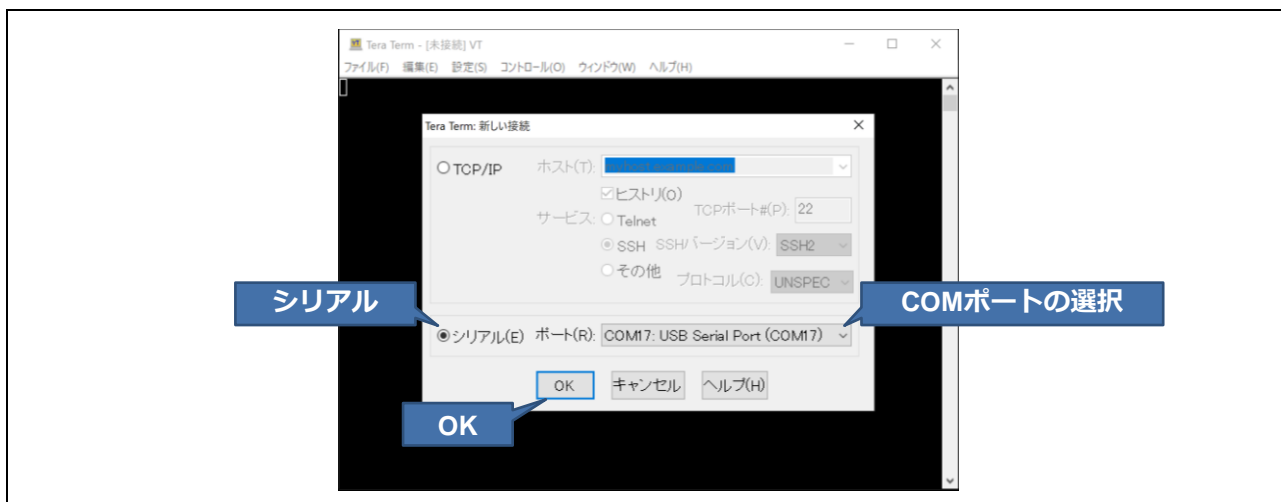 Tera Term - [未接続] VT
ファイル(F) 編集(E) 設定(S) コントロール(O) ウィンドウ(W) ヘルプ(H)
Tera Term: 新しい接続
TCP/IP ホスト(T):
ヒストリ(O)
サービス: Telnet TCPポート#(P): 22
SSH SSHバージョン(V): SSH2
その他 プロトコル(C): UNSPEC
シリアル
COMポートの選択
シリアル(E) ポート(R): COM17: USB Serial Port (COM17)
OK キャンセル ヘルプ(H)
OK